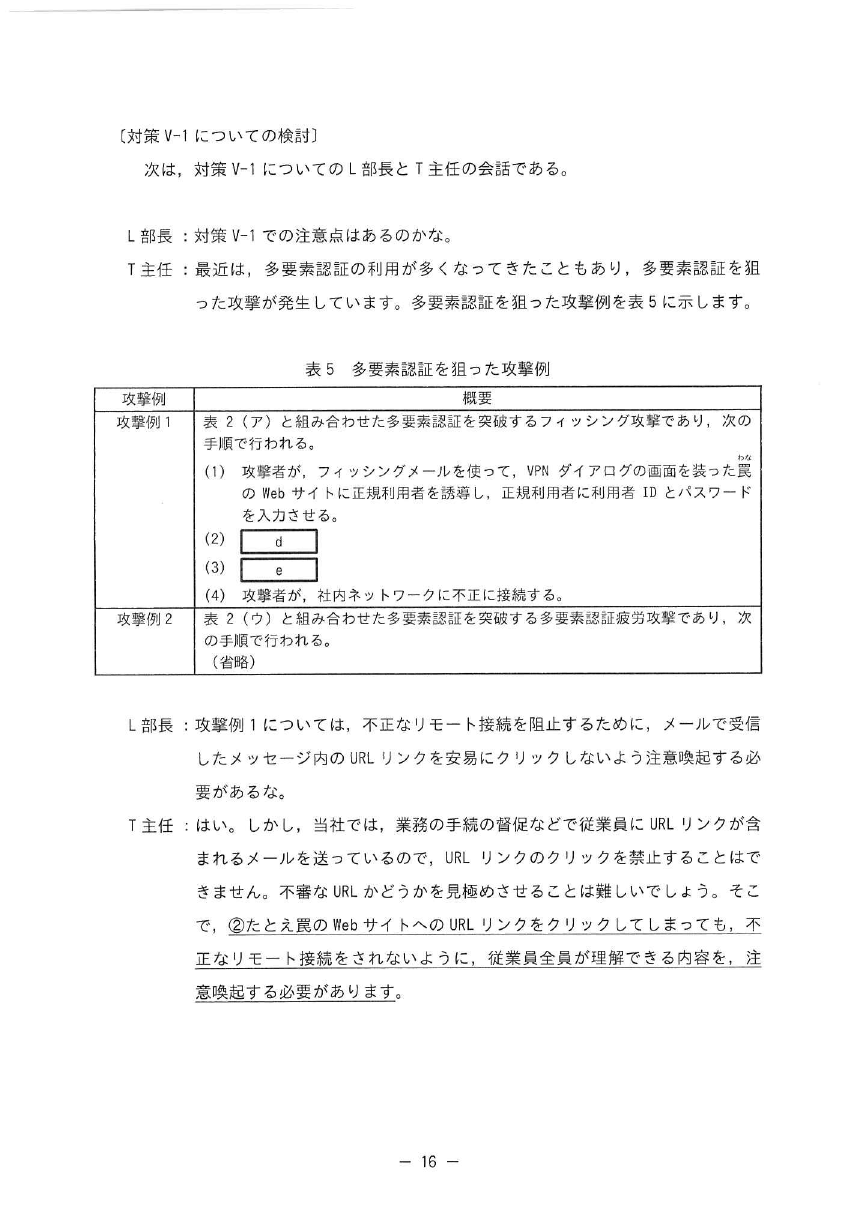 〔対策 V-1 についての検討〕
次は，対策 V-1 についての L 部長と T 主任の会話である。
L 部長 ：対策 V-1 での注意点はあるのかな。
T 主任 ：最近は，多要素認証の利用が多くなってきたこともあり，多要素認証を狙
った攻撃が発生しています。多要素認証を狙った攻撃例を表 5 に示します。
表 5 多要素認証を狙った攻撃例
攻撃例 概要
攻撃例 1 表 2（ア）と組み合わせた多要素認証を突破するフィッシング攻撃であり，次の
手順で行われる。
わな
(1) 攻撃者が，フィッシングメールを使って，VPN ダイアログの画面を装った罠
の Web サイトに正規利用者を誘導し，正規利用者に利用者 ID とパスワード
を入力させる。
(2) d
(3) e
(4) 攻撃者が，社内ネットワークに不正に接続する。
攻撃例 2 表 2（ウ）と組み合わせた多要素認証を突破する多要素認証疲労攻撃であり，次
の手順で行われる。
（省略）
L 部長 ：攻撃例 1 については，不正なリモート接続を阻止するために，メールで受信
したメッセージ内の URL リンクを安易にクリックしないよう注意喚起する必
要があるな。
T 主任 ：はい。しかし，当社では，業務の手続の督促などで従業員に URL リンクが含
まれるメールを送っているので，URL リンクのクリックを禁止することはで
きません。不審な URL かどうかを見極めさせることは難しいでしょう。そこ
で，②たとえ罠の Web サイトへの URL リンクをクリックしてしまっても，不
正なリモート接続をされないように，従業員全員が理解できる内容を，注
意喚起する必要があります。
－ 16 －